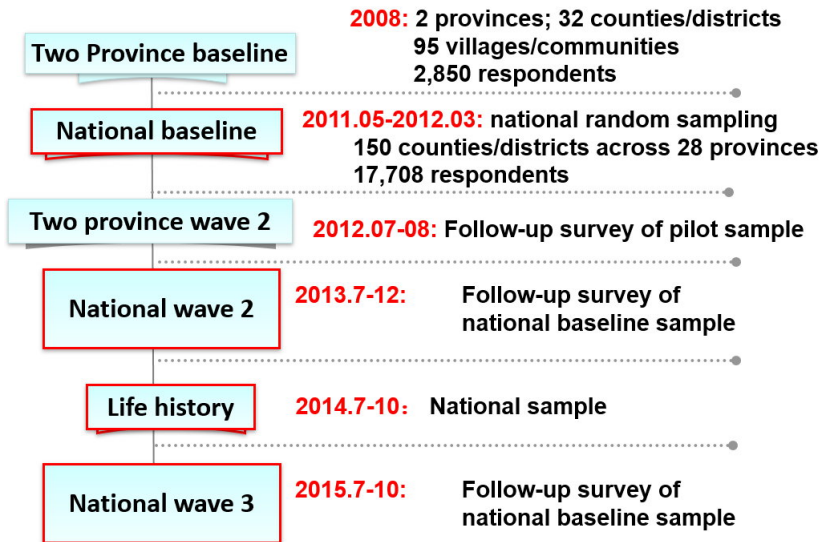 Two Province baseline
2008: 2 provinces; 32 counties/districts
95 villages/communities
2,850 respondents
National baseline
2011.05-2012.03: national random sampling
150 counties/districts across 28 provinces
17,708 respondents
Two province wave 2
2012.07-08: Follow-up survey of pilot sample
National wave 2
2013.7-12: Follow-up survey of
national baseline sample
Life history
2014.7-10： National sample
National wave 3
2015.7-10: Follow-up survey of
national baseline sample